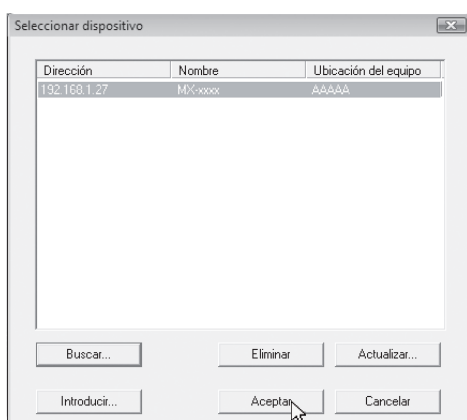 Seleccionar dispositivo
Dirección Nombre Ubicación del equipo
192.168.1.27 MX-xxxx AAAAA
Buscar... Eliminar Actualizar...
Introducir... Aceptar Cancelar